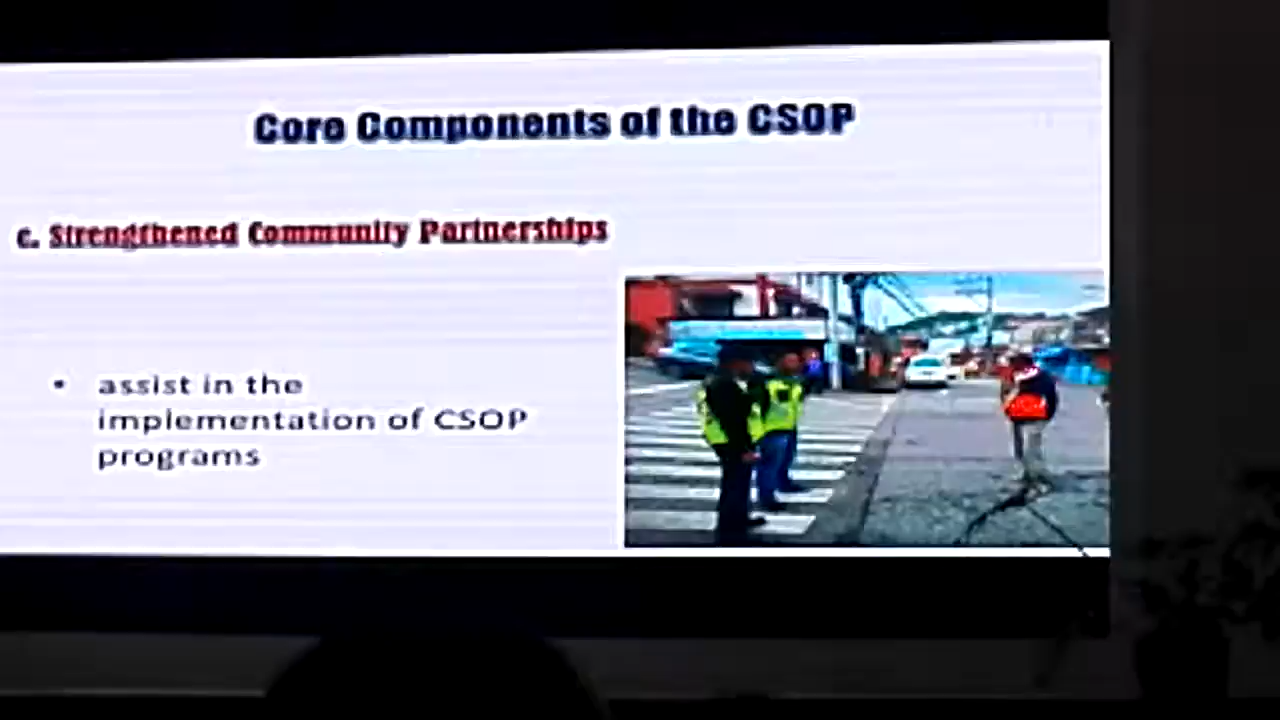 Core Components of the CSOP
c. Strengthened Community Partnerships
• assist in the
implementation of CSOP
programs